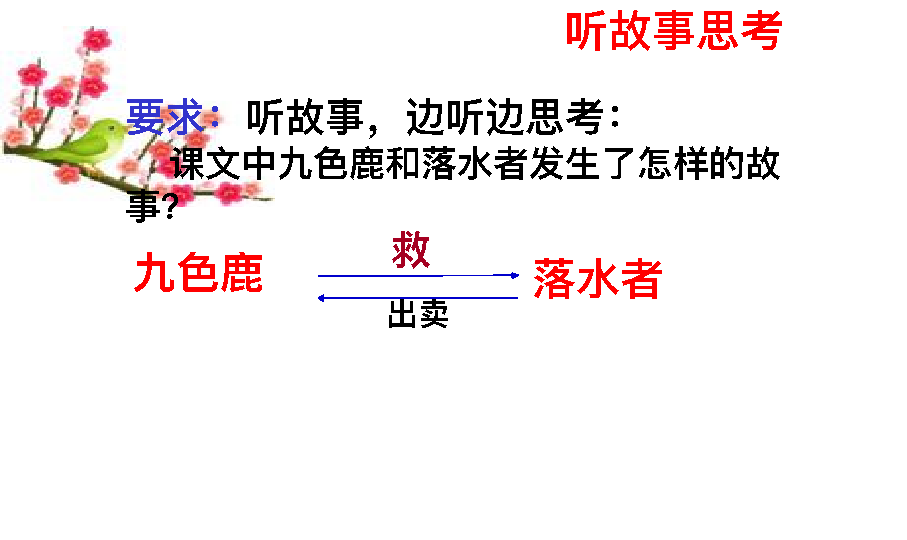 听故事思考
要求：听故事，边听边思考：
课文中九色鹿和落水者发生了怎样的故
事？
救
九色鹿
落水者
出卖